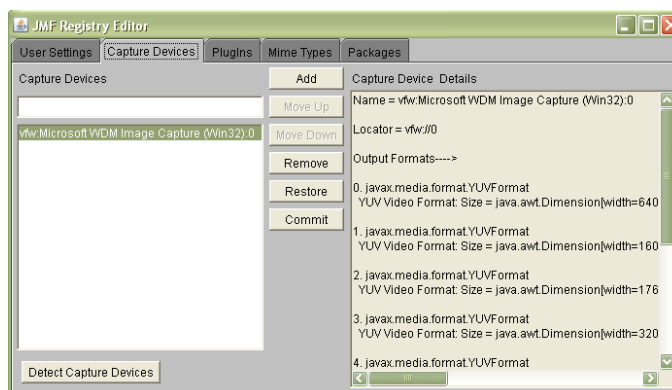 JMF Registry Editor
User Settings
Capture Devices
PlugIns
Mime Types
Packages
Capture Devices
vfw:Microsoft WDM Image Capture (Win32):0
Detect Capture Devices
Add
Move Up
Move Down
Remove
Restore
Commit
Capture Device Details
Name = vfw:Microsoft WDM Image Capture (Win32):0
Locator = vfw://0
Output Formats---->
0. javax.media.format.YUVFormat
YUV Video Format: Size = java.awt.Dimension[width=640
1. javax.media.format.YUVFormat
YUV Video Format: Size = java.awt.Dimension[width=160
2. javax.media.format.YUVFormat
YUV Video Format: Size = java.awt.Dimension[width=176
3. javax.media.format.YUVFormat
YUV Video Format: Size = java.awt.Dimension[width=320
4. javax.media.format.YUVFormat